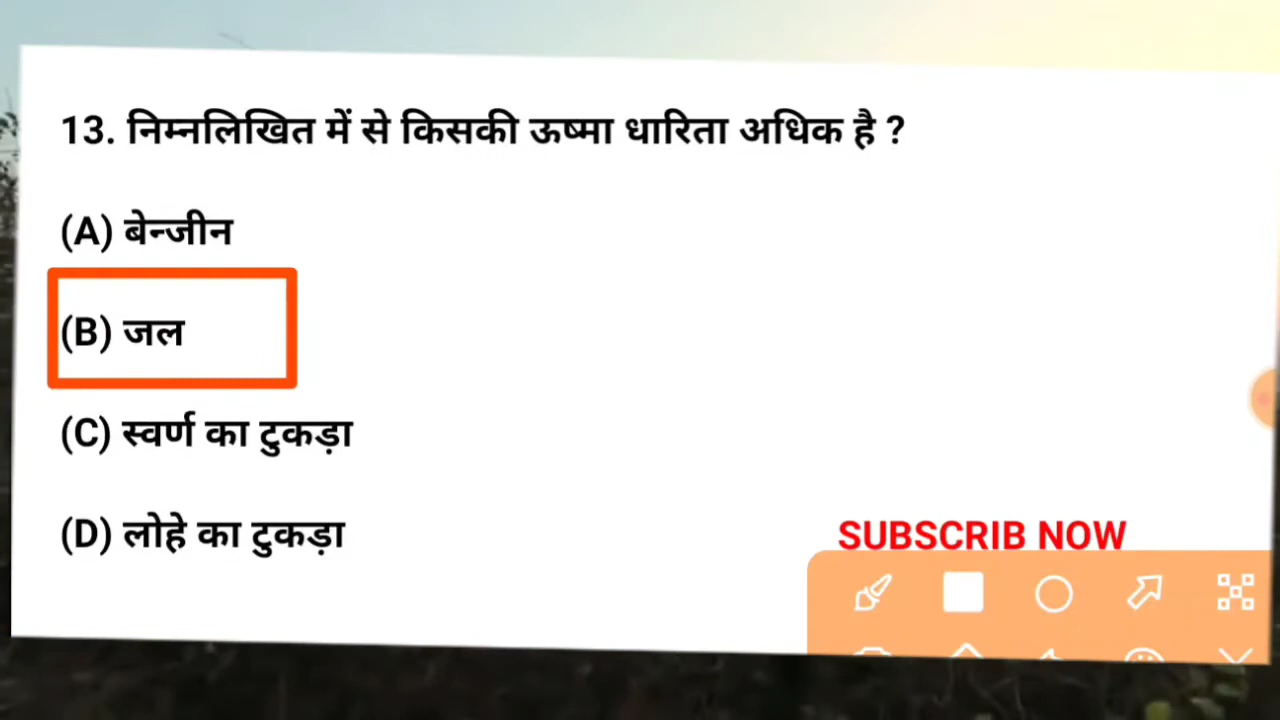 13. निम्नलिखित में से किसकी ऊष्मा धारिता अधिक है ?
(A) बेन्जीन
(B) जल
(C) स्वर्ण का टुकड़ा
(D) लोहे का टुकड़ा
SUBSCRIB NOW